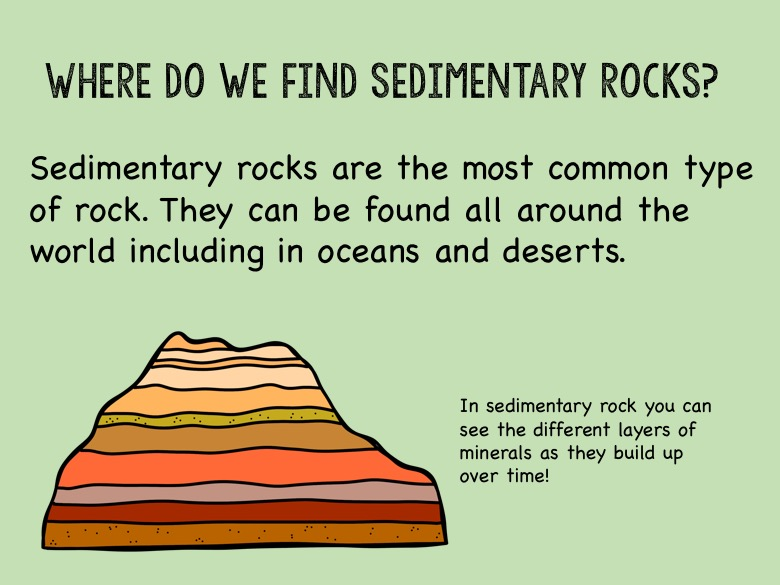 WHERE DO WE FIND SEDIMENTARY ROCKS?
Sedimentary rocks are the most common type
of rock. They can be found all around the
world including in oceans and deserts.
In sedimentary rock you can
see the different layers of
minerals as they build up
over time!